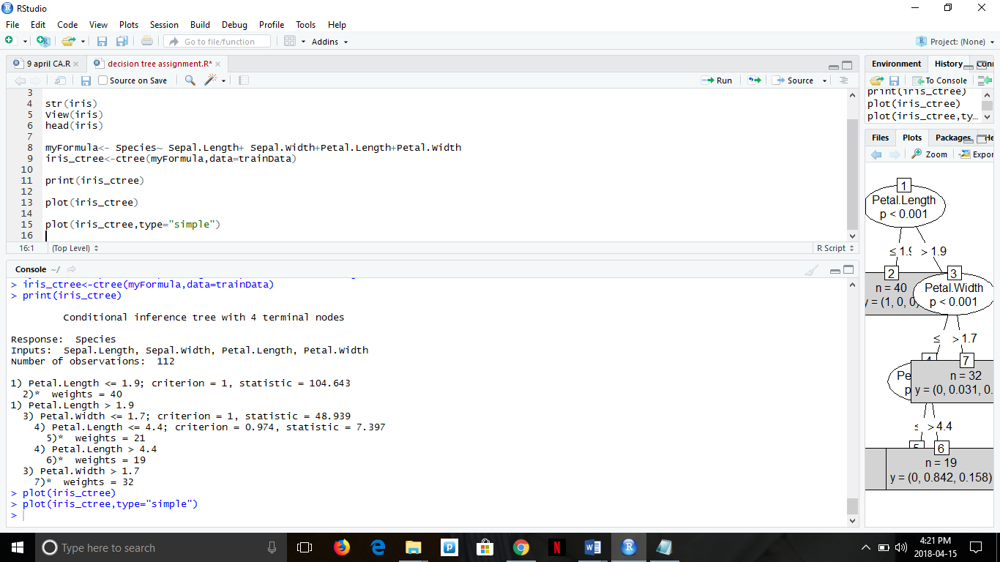 RStudio
File Edit Code View Plots Session Build Debug Profile Tools Help
Go to file/function
Addins
Project: (None)
9 april CA.R
decision tree assignment.R*
Source on Save
Run
Source
3
4 str(iris)
5 View(iris)
6 head(iris)
7
8 myFormula<- Species~ Sepal.Length+ Sepal.Width+Petal.Length+Petal.Width
9 iris_ctree<-ctree(myFormula,data=trainData)
10
11 print(iris_ctree)
12
13 plot(iris_ctree)
14
15 plot(iris_ctree,type="simple")
16
16:1 (Top Level) R Script
Console ~/
> iris_ctree<-ctree(myFormula,data=trainData)
> print(iris_ctree)
Conditional inference tree with 4 terminal nodes
Response: Species
Inputs: Sepal.Length, Sepal.Width, Petal.Length, Petal.Width
Number of observations: 112
1) Petal.Length <= 1.9; criterion = 1, statistic = 104.643
2)* weights = 40
1) Petal.Length > 1.9
3) Petal.Width <= 1.7; criterion = 1, statistic = 48.939
4) Petal.Length <= 4.4; criterion = 0.974, statistic = 7.397
5)* weights = 21
4) Petal.Length > 4.4
6)* weights = 19
3) Petal.Width > 1.7
7)* weights = 32
> plot(iris_ctree)
> plot(iris_ctree,type="simple")
>
Environment History
To Console
print(iris_ctree)
plot(iris_ctree)
plot(iris_ctree,ty...
Files Plots Packages
Zoom
1
Petal.Length
p < 0.001
≤ 1.9 > 1.9
2
n = 40
3
Petal.Width
p < 0.001
≤ > 1.7
7
n = 32
y = (0, 0.031, 0.
> 4.4
6
n = 19
y = (0, 0.842, 0.158)
Type here to search
4:21 PM
2018-04-15